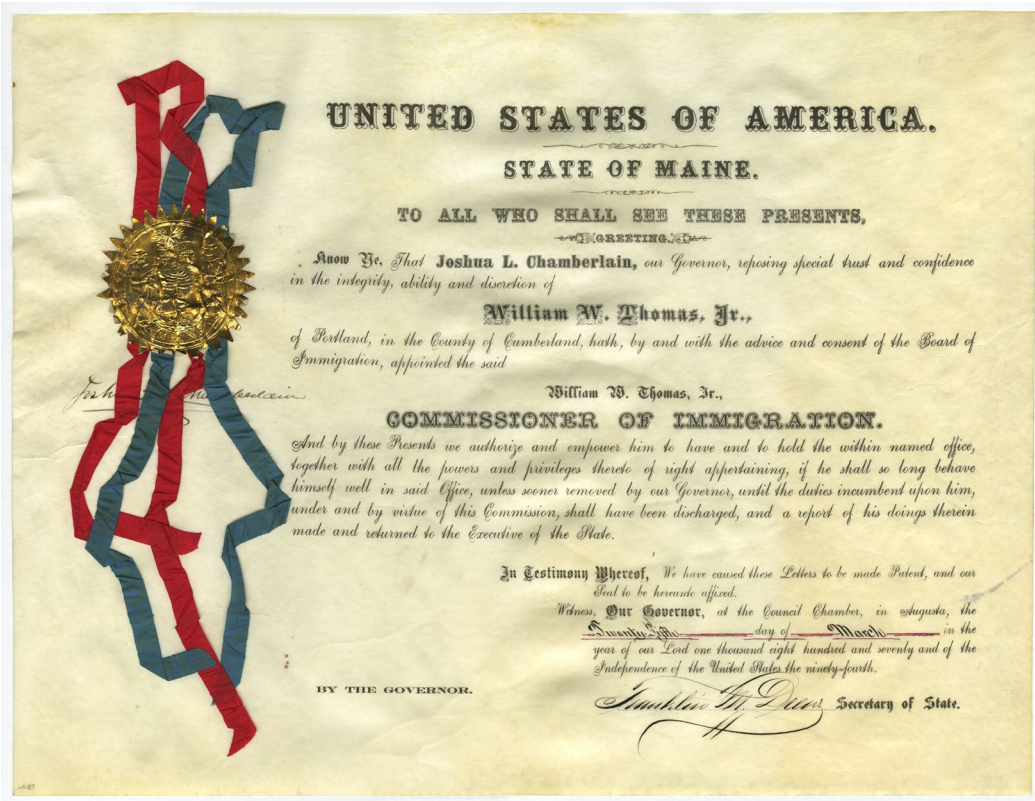 UNITED STATES OF AMERICA.
STATE OF MAINE.
TO ALL WHO SHALL SEE THESE PRESENTS,
GREETING.
Know Ye, That Joshua L. Chamberlain, our Governor, reposing special trust and confidence
in the integrity, ability and discretion of
William W. Thomas, Jr.,
of Portland, in the County of Cumberland, hath, by and with the advice and consent of the Board of
Immigration, appointed the said
Joshua Chamberlain
William W. Thomas, Jr.,
COMMISSIONER OF IMMIGRATION.
And by these Presents we authorize and empower him to have and to hold the within named office,
together with all the powers and privileges thereto of right appertaining, if he shall so long behave
himself well in said Office, unless sooner removed by our Governor, until the duties incumbent upon him,
under and by virtue of this Commission, shall have been discharged, and a report of his doings therein
made and returned to the Executive of the State.
In Testimony Whereof, We have caused these Letters to be made Patent, and our
Seal to be hereunto affixed.
Witness, Our Governor, at the Council Chamber, in Augusta, the
Twenty Fifth day of March in the
year of our Lord one thousand eight hundred and seventy and of the
Independence of the United States the ninety-fourth.
BY THE GOVERNOR.
Franklin M. Drew Secretary of State.